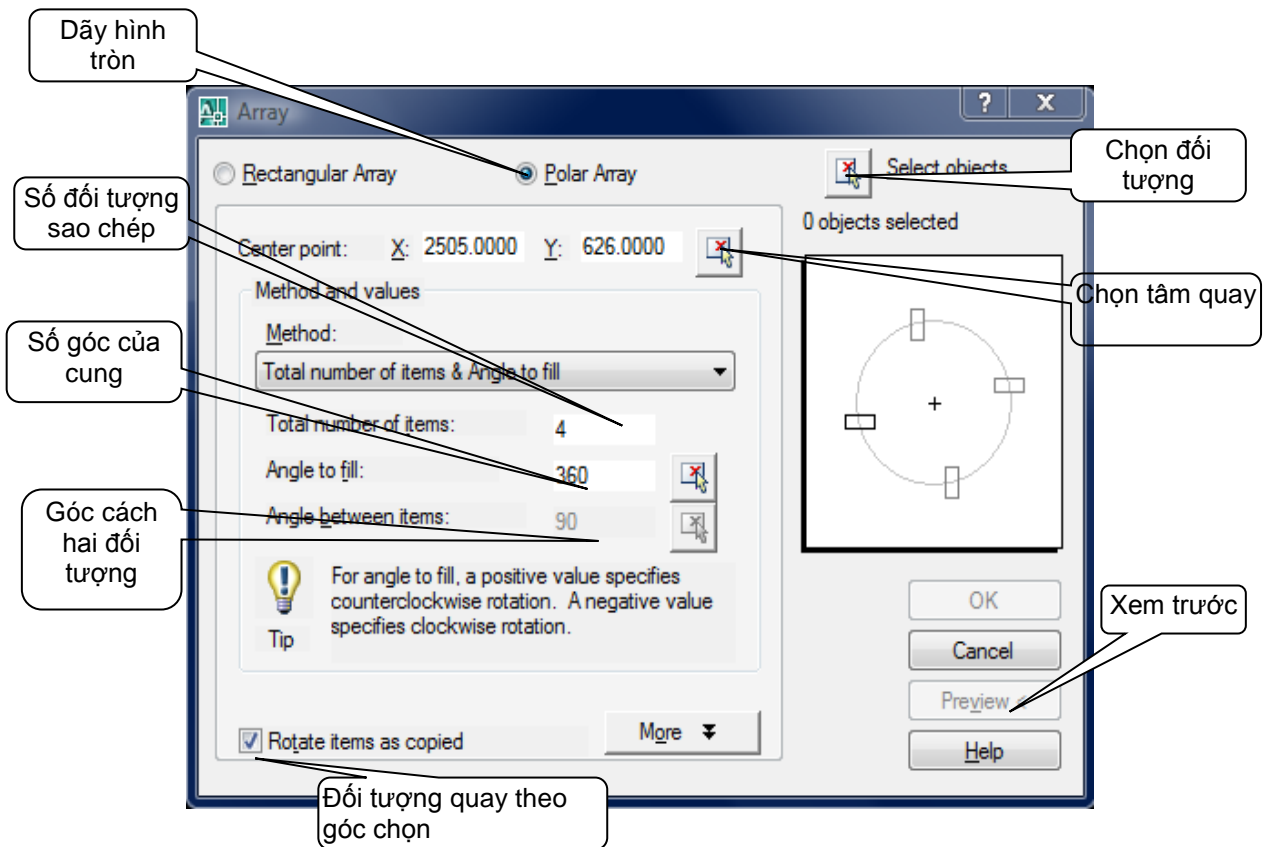 Dãy hình
tròn
Array
? X
Rectangular Array
Polar Array
Select objects
Chọn đối
tượng
Số đối tượng
sao chép
0 objects selected
Center point: X: 2505.0000 Y: 626.0000
Chọn tâm quay
Method and values
Method:
Số góc của
cung
Total number of items & Angle to fill
Total number of items: 4
Angle to fill: 360
Góc cách
hai đối
tượng
Angle between items: 90
For angle to fill, a positive value specifies
counterclockwise rotation. A negative value
specifies clockwise rotation.
Tip
OK
Xem trước
Cancel
Preview <
Rotate items as copied
More
Help
Đối tượng quay theo
góc chọn